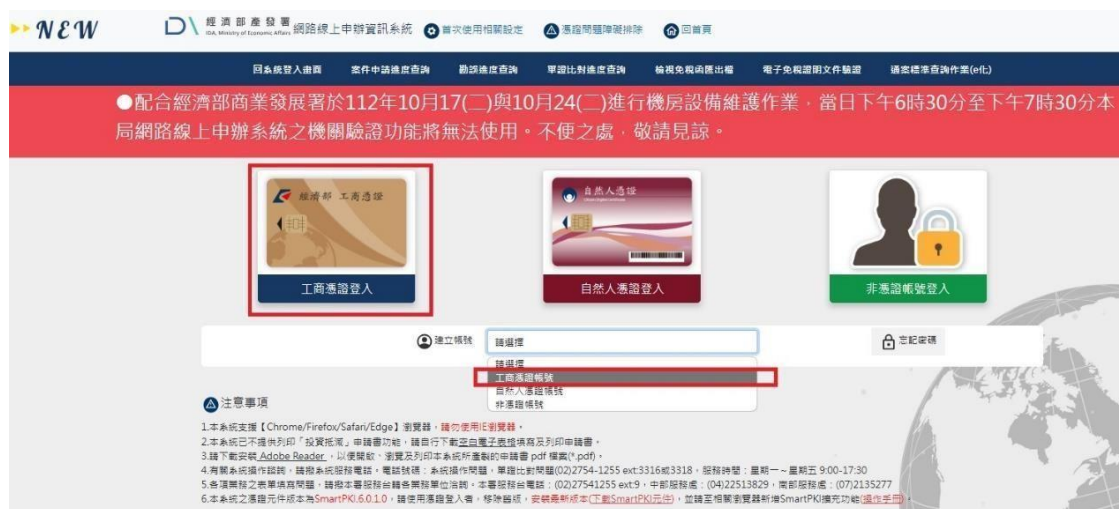 NEW
經濟部產發署 網路線上申辦資訊系統 首次使用相關設定 憑證問題障礙排除 回首頁
IDA, Ministry of Economic Affairs
回系統登入畫面 案件申請進度查詢 勘誤進度查詢 單證比對進度查詢 檢視免稅函匯出檔 電子免稅證明文件驗證 通案標準查詢作業(e化)
●配合經濟部商業發展署於112年10月17(二)與10月24(二)進行機房設備維護作業，當日下午6時30分至下午7時30分本
局網路線上申辦系統之機關驗證功能將無法使用。不便之處，敬請見諒。
經濟部 工商憑證
自然人憑證
工商憑證登入
自然人憑證登入
非憑證帳號登入
建立帳號 請選擇 忘記密碼
請選擇
工商憑證帳號
自然人憑證帳號
非憑證帳號
注意事項
1.本系統支援【Chrome/Firefox/Safari/Edge】瀏覽器，請勿使用IE瀏覽器。
2.本系統已不提供列印「投資抵減」申請書功能，請自行下載空白電子表單填寫及列印申請書。
3.請下載安裝 Adobe Reader ，以便開啟、瀏覽及列印本系統所產製的申請書 pdf 檔案(*.pdf)。
4.有關系統操作諮詢，請撥系統服務電話，電話號碼：系統操作問題，單證比對問題(02)2754-1255 ext:3316或3318，服務時間：星期一～星期五 9:00-17:30
5.各項業務之表單填寫問題，請撥本署服務台轉各業務單位洽詢。本署服務台電話：(02)27541255 ext:9，中部服務處：(04)22513829，南部服務處：(07)2135277
6.本系統之憑證元件版本為SmartPKI.6.0.1.0，請使用憑證登入者，移除舊版，安裝最新版本(下載SmartPKI元件)，並請至相關瀏覽器新增SmartPKI擴充功能(操作手冊)。